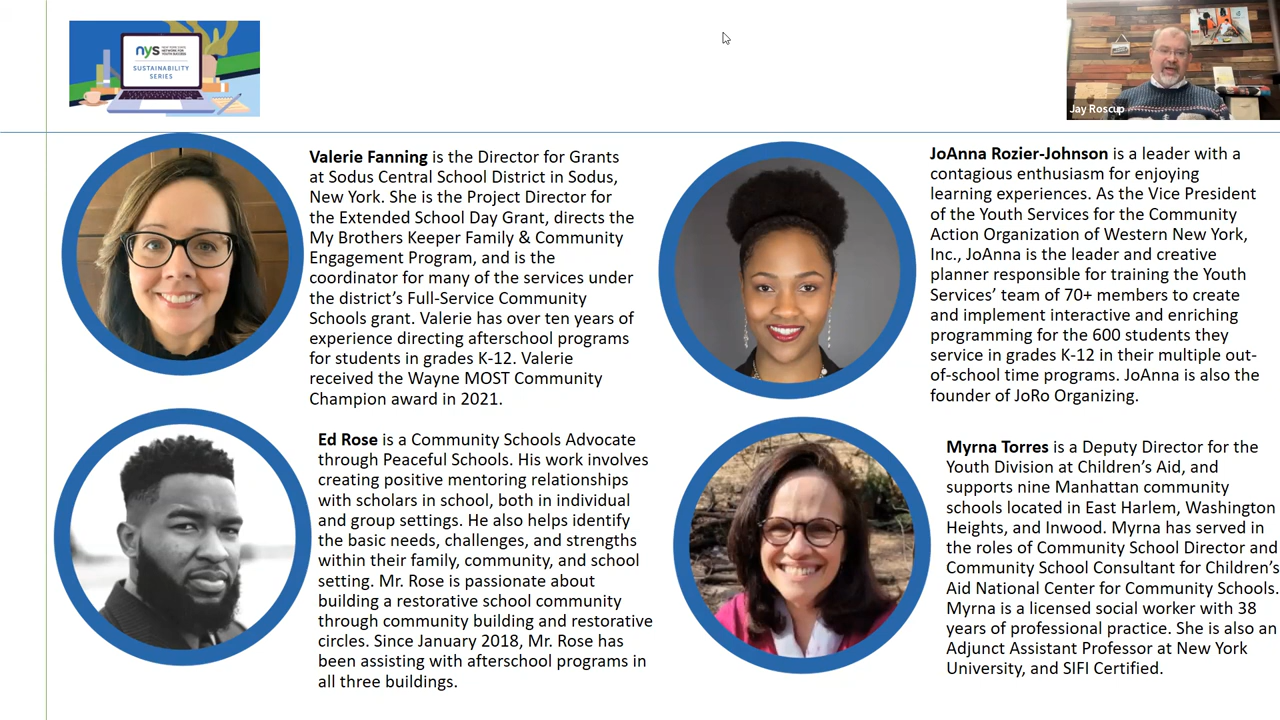 nys NEW YORK STATE
NETWORK FOR
YOUTH SUCCESS
SUSTAINABILITY
SERIES
Jay Roscup
Valerie Fanning is the Director for Grants
at Sodus Central School District in Sodus,
New York. She is the Project Director for
the Extended School Day Grant, directs the
My Brothers Keeper Family & Community
Engagement Program, and is the
coordinator for many of the services under
the district's Full-Service Community
Schools grant. Valerie has over ten years of
experience directing afterschool programs
for students in grades K-12. Valerie
received the Wayne MOST Community
Champion award in 2021.
JoAnna Rozier-Johnson is a leader with a
contagious enthusiasm for enjoying
learning experiences. As the Vice President
of the Youth Services for the Community
Action Organization of Western New York,
Inc., JoAnna is the leader and creative
planner responsible for training the Youth
Services' team of 70+ members to create
and implement interactive and enriching
programming for the 600 students they
service in grades K-12 in their multiple out-
of-school time programs. JoAnna is also the
founder of JoRo Organizing.
Ed Rose is a Community Schools Advocate
through Peaceful Schools. His work involves
creating positive mentoring relationships
with scholars in school, both in individual
and group settings. He also helps identify
the basic needs, challenges, and strengths
within their family, community, and school
setting. Mr. Rose is passionate about
building a restorative school community
through community building and restorative
circles. Since January 2018, Mr. Rose has
been assisting with afterschool programs in
all three buildings.
Myrna Torres is a Deputy Director for the
Youth Division at Children's Aid, and
supports nine Manhattan community
schools located in East Harlem, Washington
Heights, and Inwood. Myrna has served in
the roles of Community School Director and
Community School Consultant for Children's
Aid National Center for Community Schools.
Myrna is a licensed social worker with 38
years of professional practice. She is also an
Adjunct Assistant Professor at New York
University, and SIFI Certified.